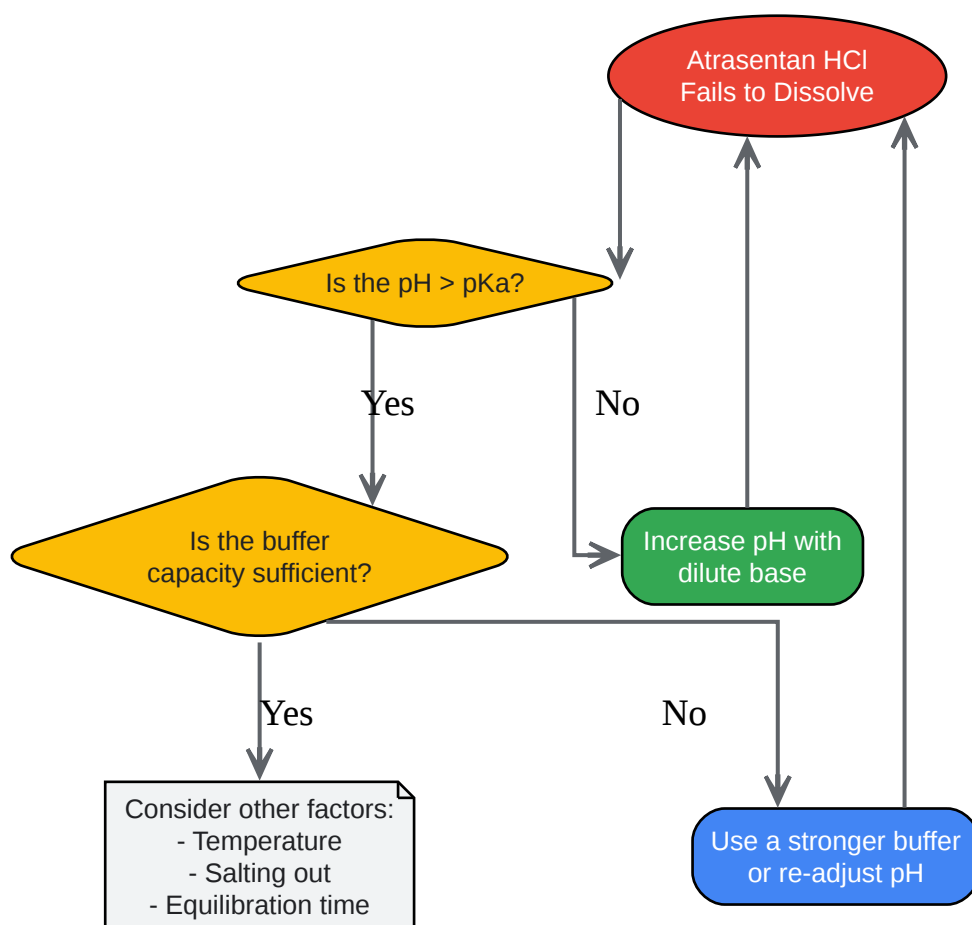 Atrasentan HCl
Fails to Dissolve
Is the pH > pKa?
Yes
No
Is the buffer
capacity sufficient?
Increase pH with
dilute base
Yes
No
Consider other factors:
- Temperature
- Salting out
- Equilibration time
Use a stronger buffer
or re-adjust pH